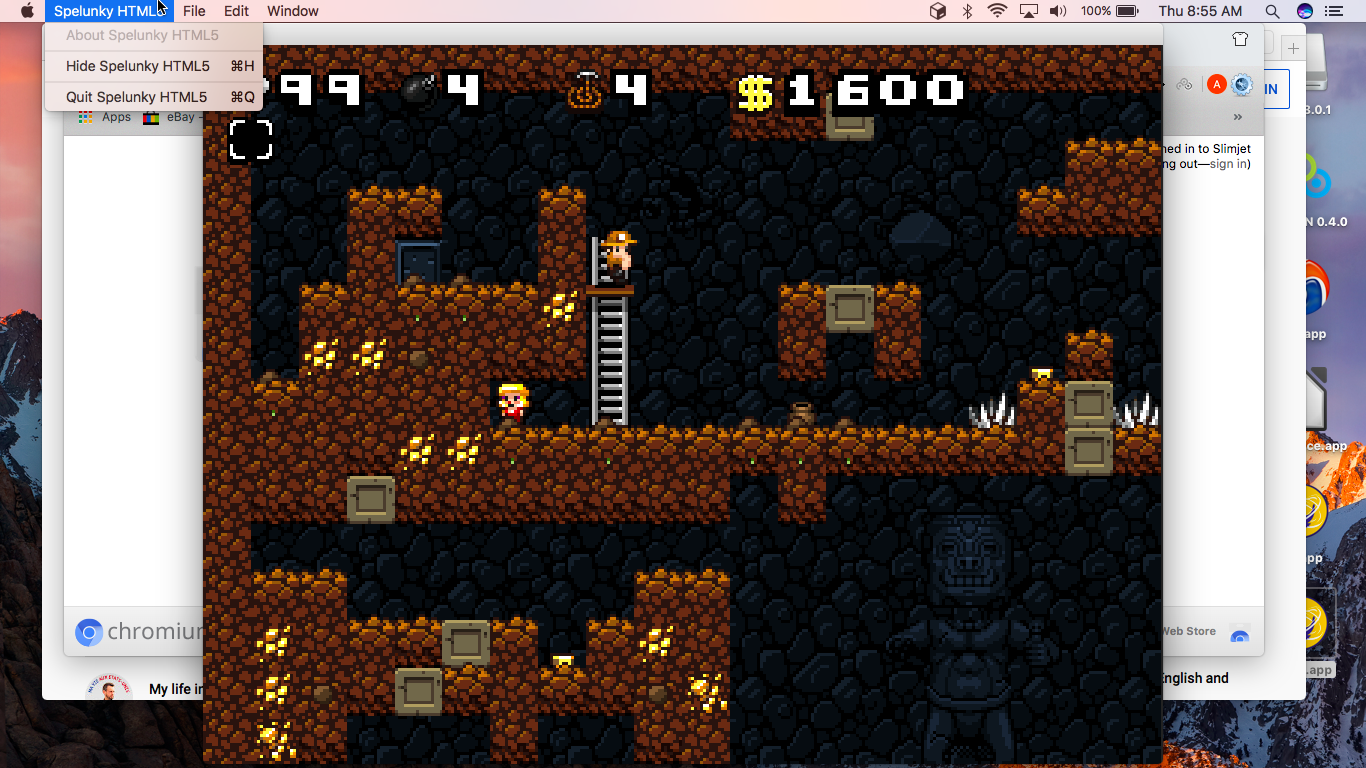 Spelunky HTML5 File Edit Window 100% Thu 8:55 AM
About Spelunky HTML5
Hide Spelunky HTML5 ⌘H
Quit Spelunky HTML5 ⌘Q
99 4 4 $1600
A IN
3.0.1
Apps eBay - »
ned in to Slimjet
ng out—sign in)
N 0.4.0
app
ce.app
app
chromium
Web Store
.app
My life in
English and